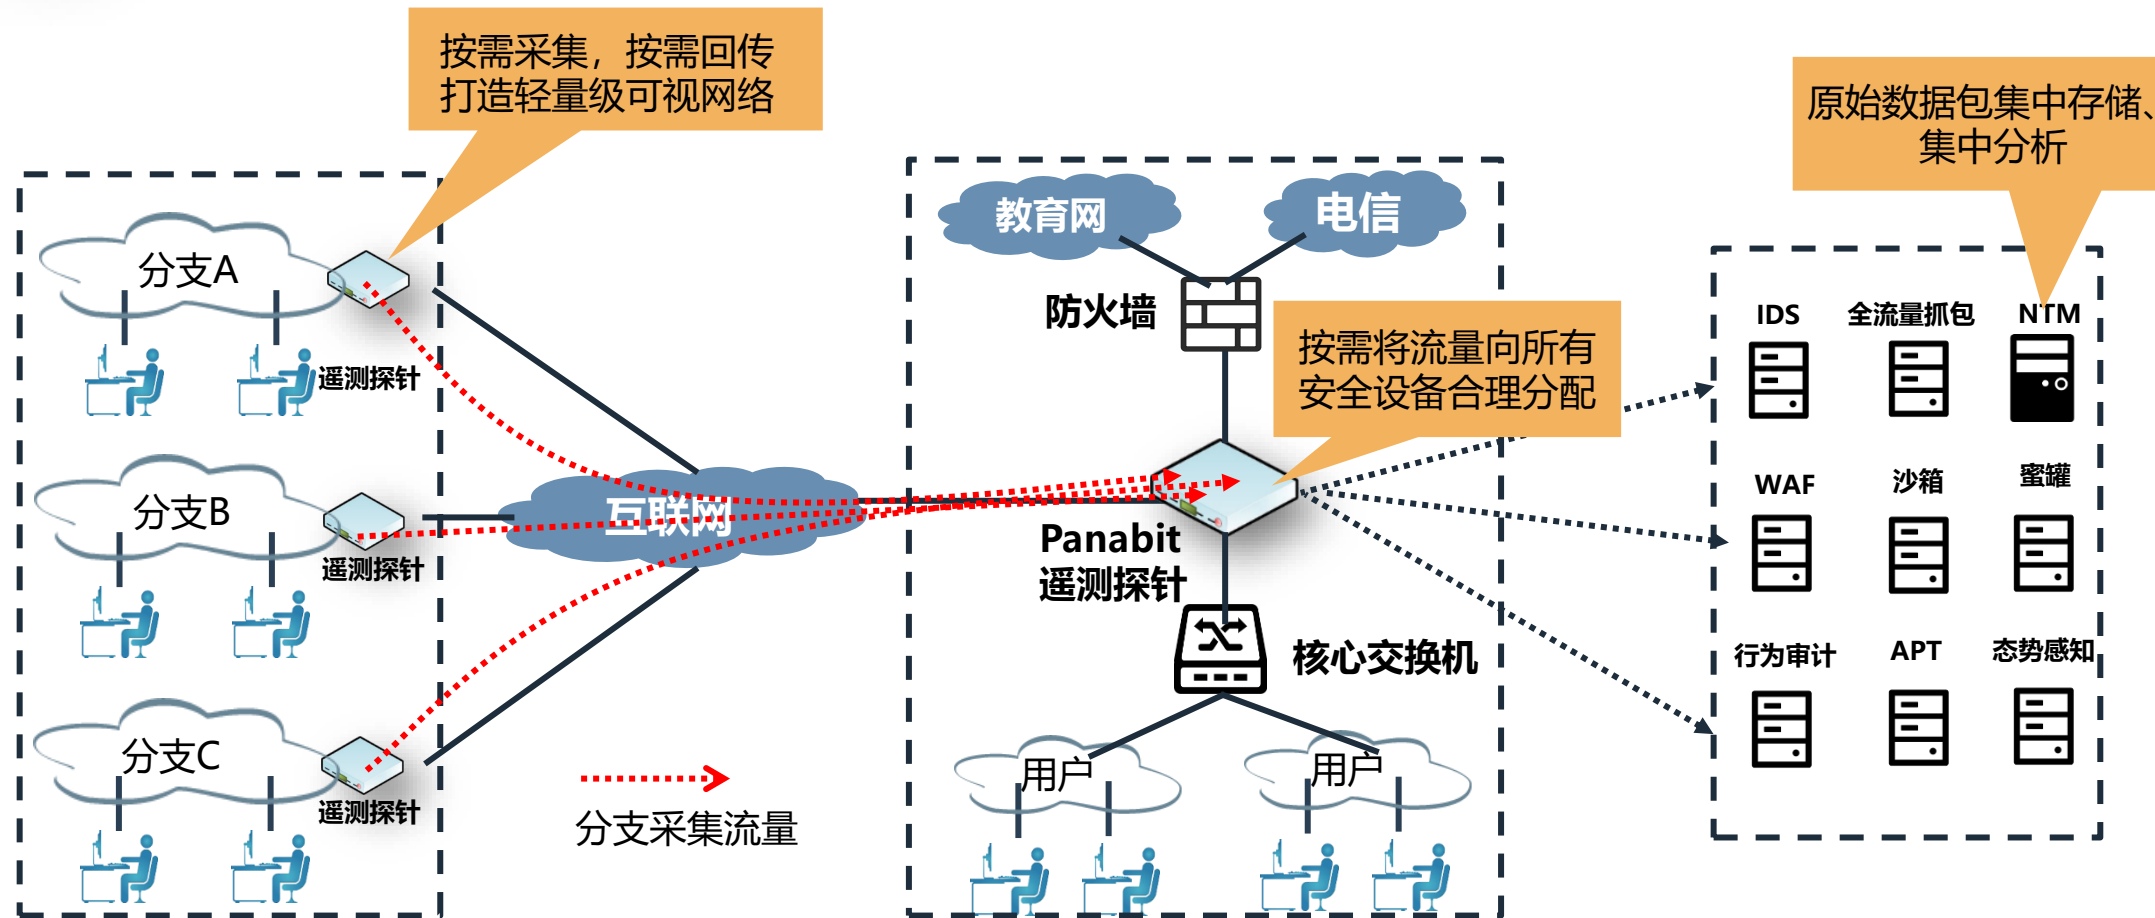 按需采集，按需回传
打造轻量级可视网络
分支A
遥测探针
分支B
遥测探针
分支C
遥测探针
互联网
分支采集流量
教育网
电信
防火墙
按需将流量向所有
安全设备合理分配
Panabit
遥测探针
核心交换机
用户
用户
原始数据包集中存储、
集中分析
IDS
全流量抓包
NTM
WAF
沙箱
蜜罐
行为审计
APT
态势感知